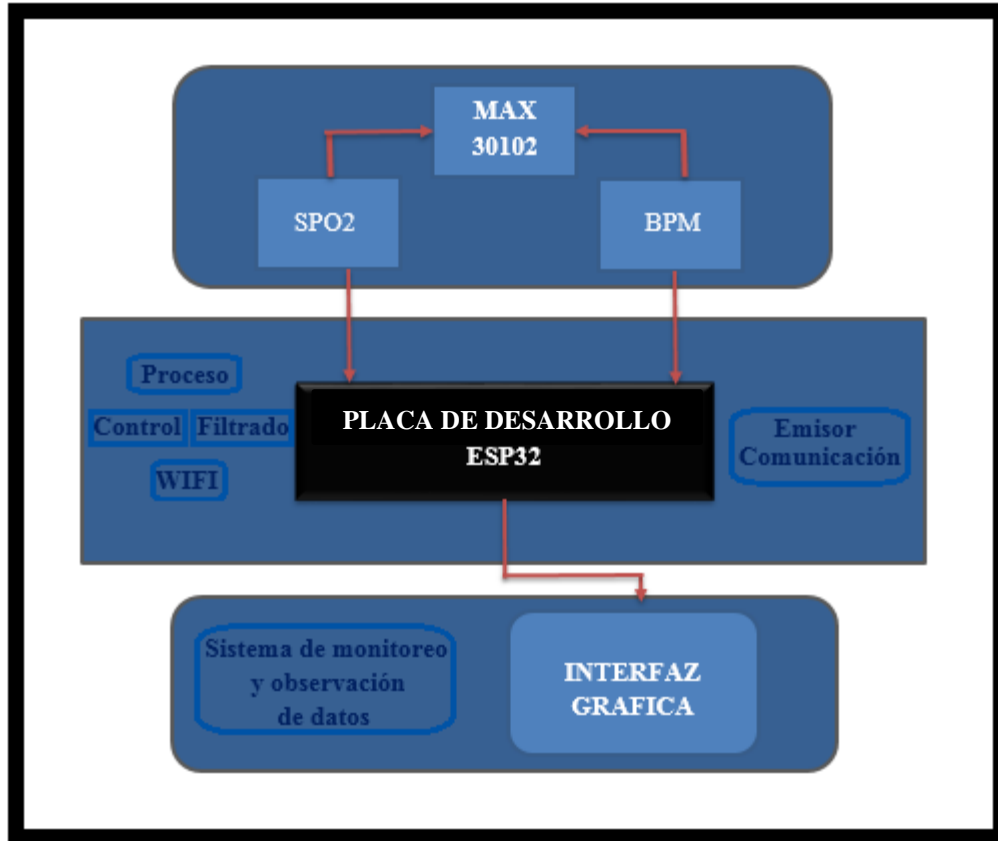 MAX
30102
SPO2
BPM
Proceso
Control
Filtrado
WIFI
PLACA DE DESARROLLO
ESP32
Emisor
Comunicación
Sistema de monitoreo
y observación
de datos
INTERFAZ
GRAFICA